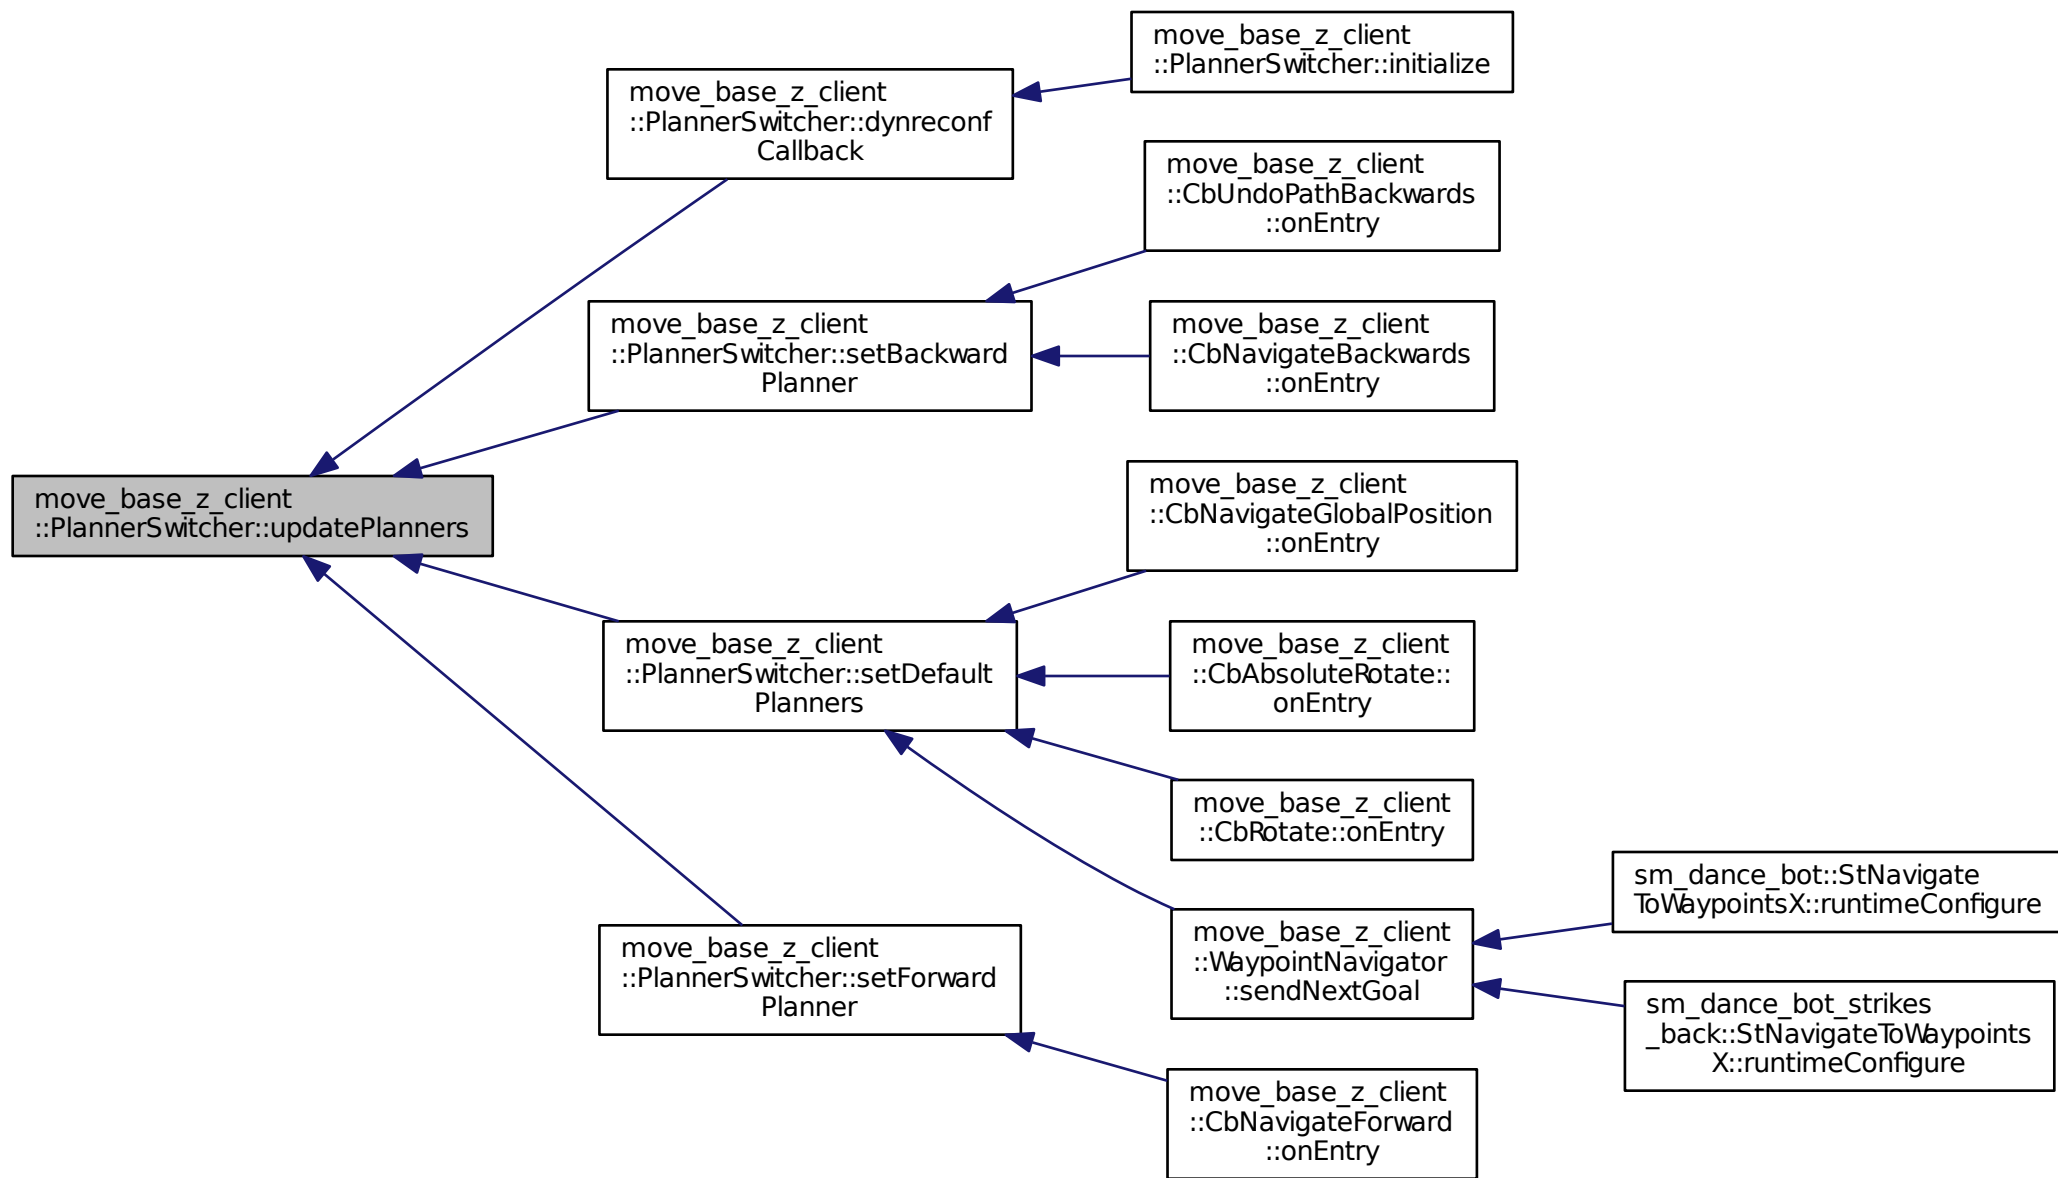 move_base_z_client
::PlannerSwitcher::initialize
move_base_z_client
::PlannerSwitcher::dynreconf
Callback
move_base_z_client
::CbUndoPathBackwards
::onEntry
move_base_z_client
::PlannerSwitcher::setBackward
Planner
move_base_z_client
::CbNavigateBackwards
::onEntry
move_base_z_client
::PlannerSwitcher::updatePlanners
move_base_z_client
::CbNavigateGlobalPosition
::onEntry
move_base_z_client
::PlannerSwitcher::setDefault
Planners
move_base_z_client
::CbAbsoluteRotate::
onEntry
move_base_z_client
::CbRotate::onEntry
move_base_z_client
::WaypointNavigator
::sendNextGoal
sm_dance_bot::StNavigate
ToWaypointsX::runtimeConfigure
sm_dance_bot_strikes
_back::StNavigateToWaypoints
X::runtimeConfigure
move_base_z_client
::PlannerSwitcher::setForward
Planner
move_base_z_client
::CbNavigateForward
::onEntry